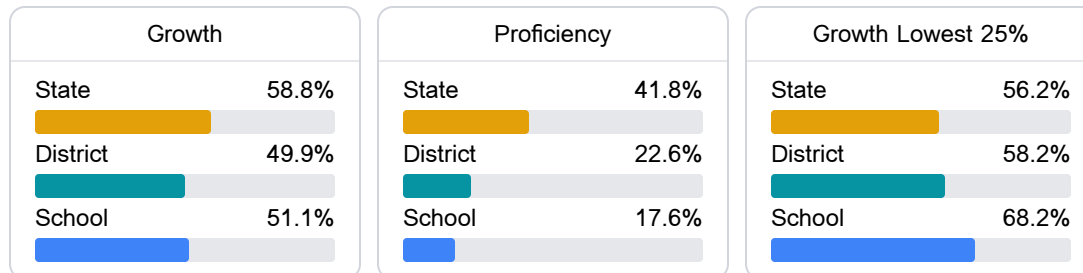 Growth
State 58.8%
District 49.9%
School 51.1%
Proficiency
State 41.8%
District 22.6%
School 17.6%
Growth Lowest 25%
State 56.2%
District 58.2%
School 68.2%